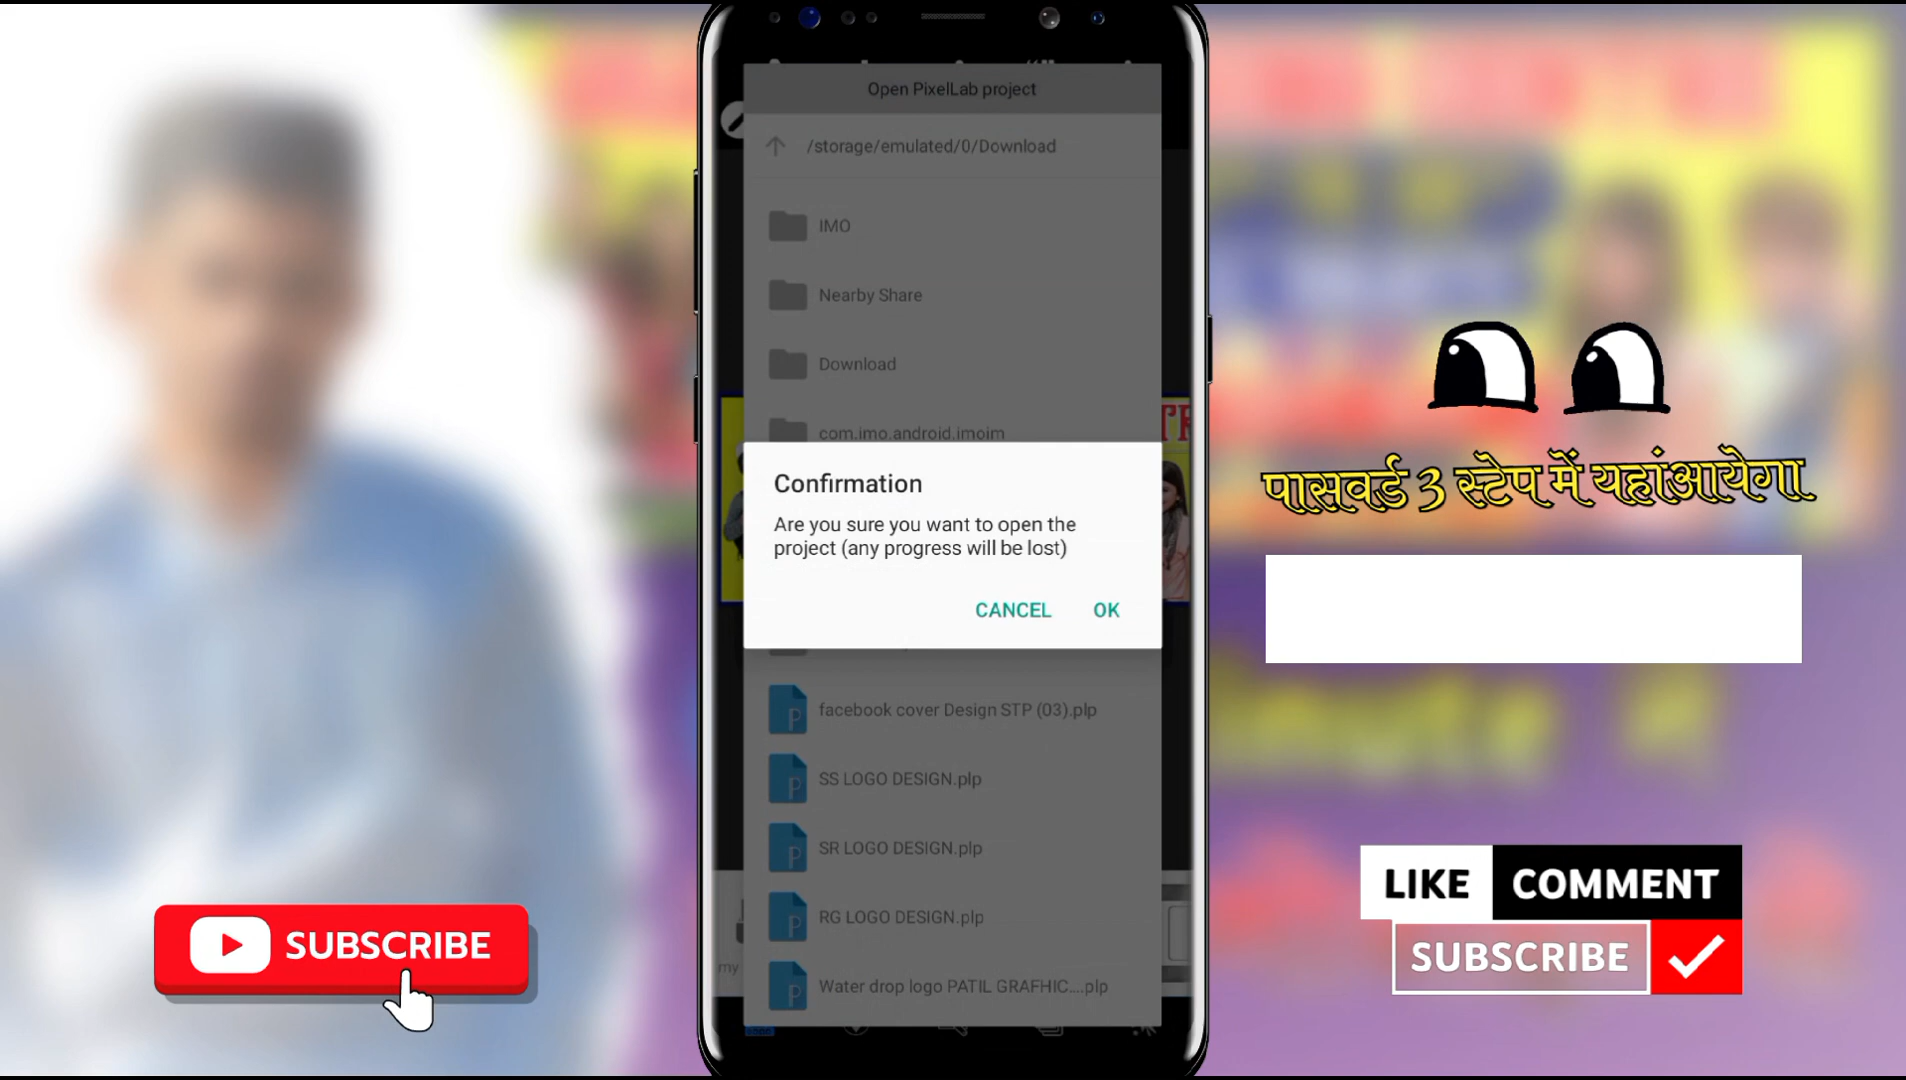 Open PixelLab project
/storage/emulated/0/Download
IMO
Nearby Share
Download
com.imo.android.imoim
Confirmation
Are you sure you want to open the
project (any progress will be lost)
CANCEL OK
facebook cover Design STP (03).plp
SS LOGO DESIGN.plp
SR LOGO DESIGN.plp
RG LOGO DESIGN.plp
Water drop logo PATIL GRAFHIC....plp
my
SUBSCRIBE
पासवर्ड 3 स्टेप में यहांआयेगा
LIKE COMMENT
SUBSCRIBE